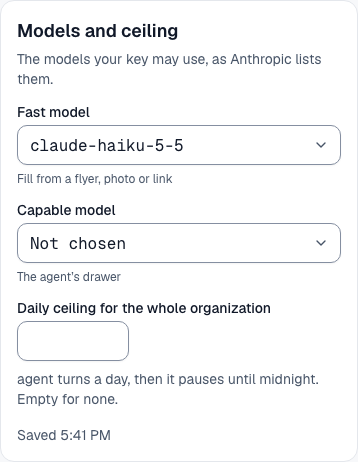 Models and ceiling
The models your key may use, as Anthropic lists
them.
Fast model
claude-haiku-5-5
Fill from a flyer, photo or link
Capable model
Not chosen
The agent's drawer
Daily ceiling for the whole organization
agent turns a day, then it pauses until midnight.
Empty for none.
Saved 5:41 PM